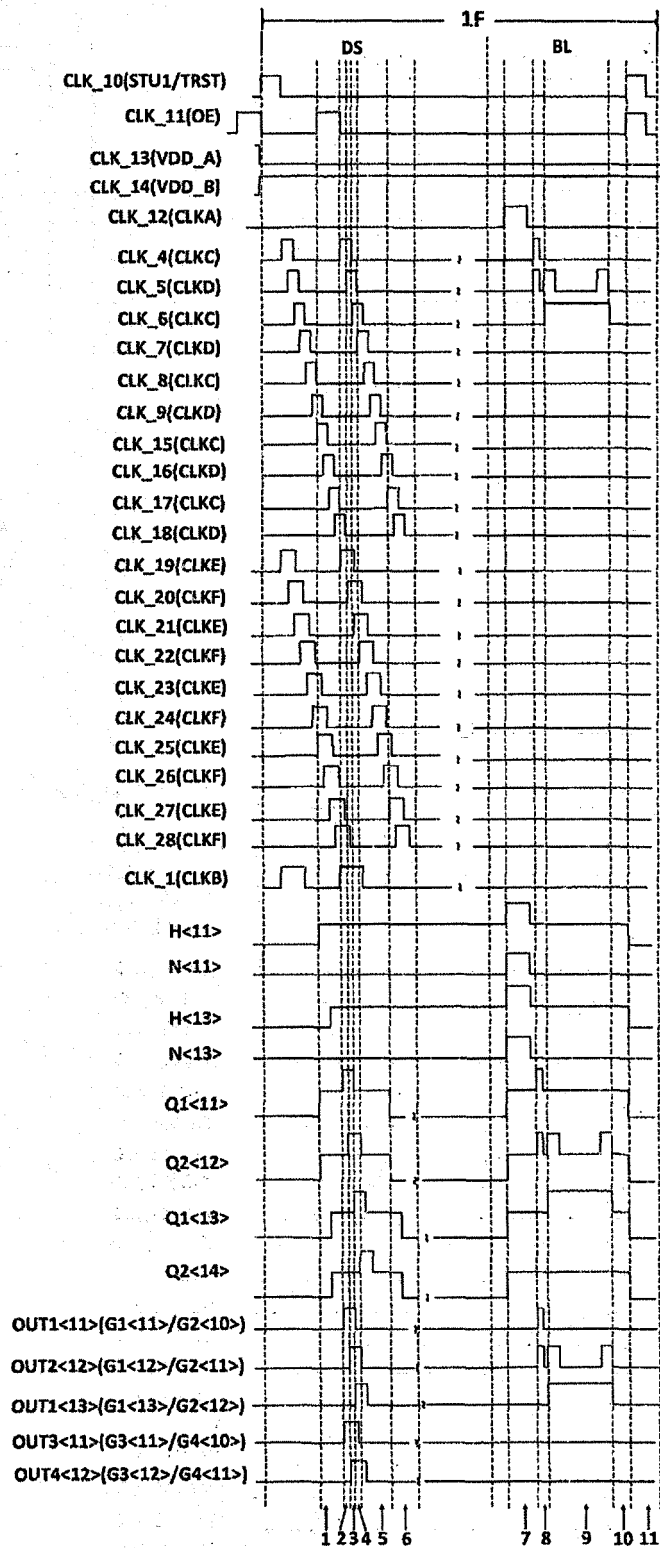 1F
DS BL
CLK_10(STU1/TRST)
CLK_11(OE)
CLK_13(VDD_A)
CLK_14(VDD_B)
CLK_12(CLKA)
CLK_4(CLKC)
CLK_5(CLKD)
CLK_6(CLKC)
CLK_7(CLKD)
CLK_8(CLKC)
CLK_9(CLKD)
CLK_15(CLKC)
CLK_16(CLKD)
CLK_17(CLKC)
CLK_18(CLKD)
CLK_19(CLKE)
CLK_20(CLKF)
CLK_21(CLKE)
CLK_22(CLKF)
CLK_23(CLKE)
CLK_24(CLKF)
CLK_25(CLKE)
CLK_26(CLKF)
CLK_27(CLKE)
CLK_28(CLKF)
CLK_1(CLKB)
H<11>
N<11>
H<13>
N<13>
Q1<11>
Q2<12>
Q1<13>
Q2<14>
OUT1<11>(G1<11>/G2<10>)
OUT2<12>(G1<12>/G2<11>)
OUT1<13>(G1<13>/G2<12>)
OUT3<11>(G3<11>/G4<10>)
OUT4<12>(G3<12>/G4<11>)
1 2 3 4 5 6 7 8 9 10 11